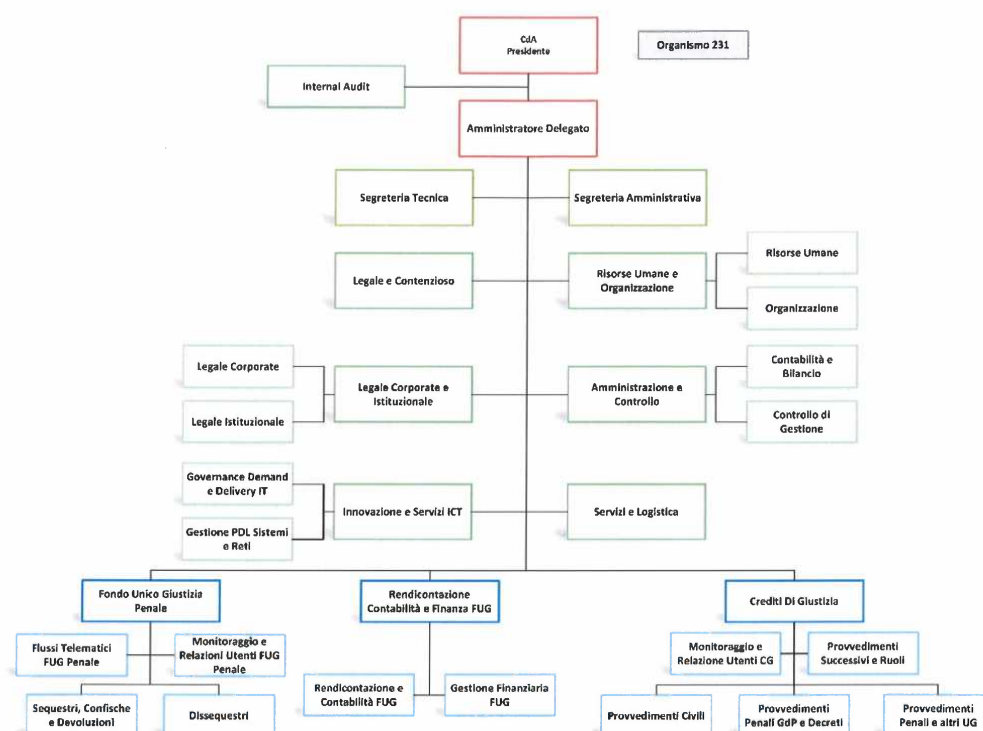 CdA
Presidente
Organismo 231
Internal Audit
Amministratore Delegato
Segreteria Tecnica
Segreteria Amministrativa
Legale e Contenzioso
Risorse Umane e
Organizzazione
Risorse Umane
Organizzazione
Legale Corporate
Legale Istituzionale
Legale Corporate e
Istituzionale
Amministrazione e
Controllo
Contabilità e
Bilancio
Controllo di
Gestione
Governance Demand
e Delivery IT
Gestione PDL Sistemi
e Reti
Innovazione e Servizi ICT
Servizi e Logistica
Fondo Unico Giustizia
Penale
Rendicontazione
Contabilità e Finanza FUG
Crediti Di Giustizia
Flussi Telematici
FUG Penale
Monitoraggio e
Relazioni Utenti FUG
Penale
Sequestri, Confische
e Devoluzioni
Dissequestri
Rendicontazione e
Contabilità FUG
Gestione Finanziaria
FUG
Monitoraggio e
Relazione Utenti CG
Provvedimenti
Successivi e Ruoli
Provvedimenti Civili
Provvedimenti
Penali GdP e Decreti
Provvedimenti
Penali e altri UG